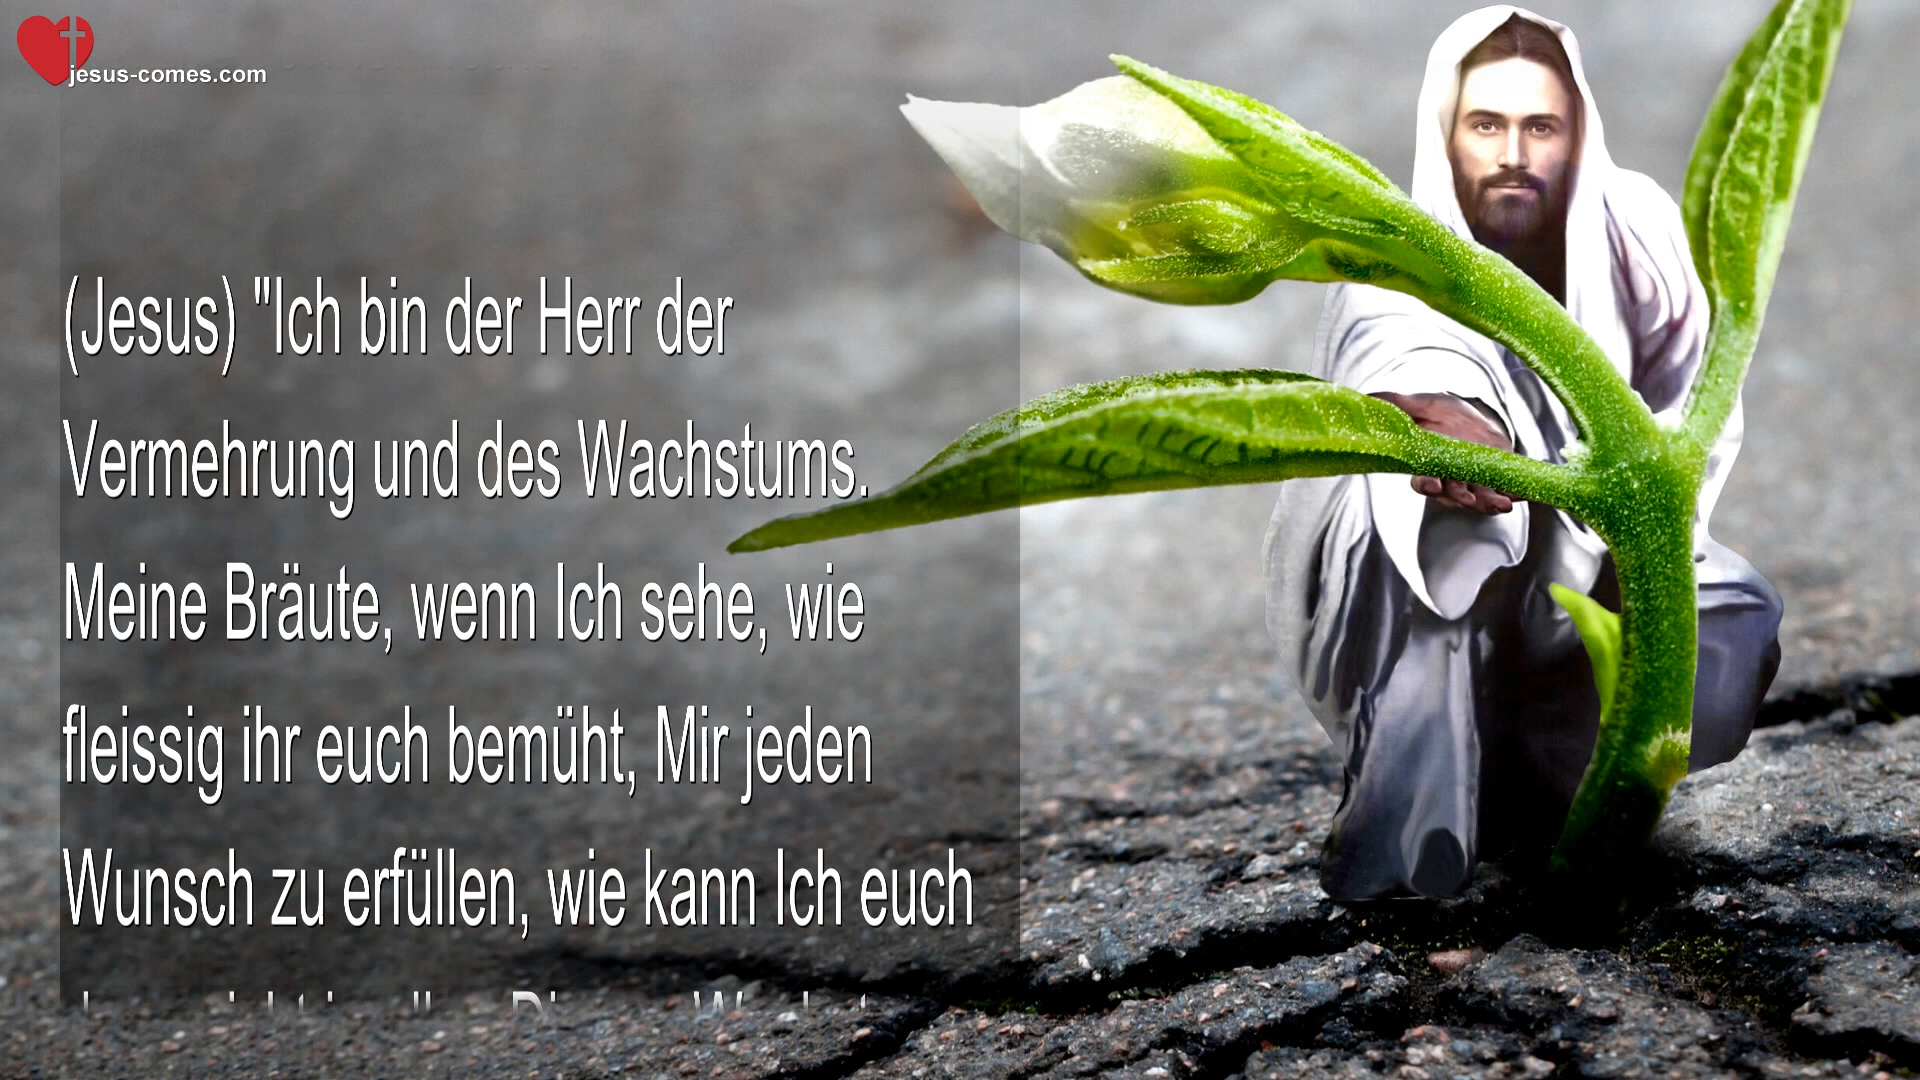 jesus-comes.com
(Jesus) "Ich bin der Herr der
Vermehrung und des Wachstums.
Meine Bräute, wenn Ich sehe, wie
fleissig ihr euch bemüht, Mir jeden
Wunsch zu erfüllen, wie kann Ich euch